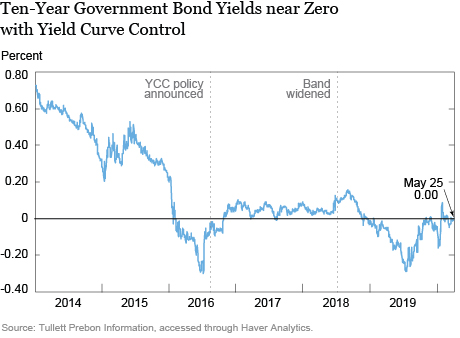 Ten-Year Government Bond Yields near Zero
with Yield Curve Control
Percent
0.80
YCC policy
announced
Band
widened
0.60
0.40
0.20
May 25
0.00
0
-0.20
-0.40
2014 2015 2016 2017 2018 2019
Source: Tullett Prebon Information, accessed through Haver Analytics.